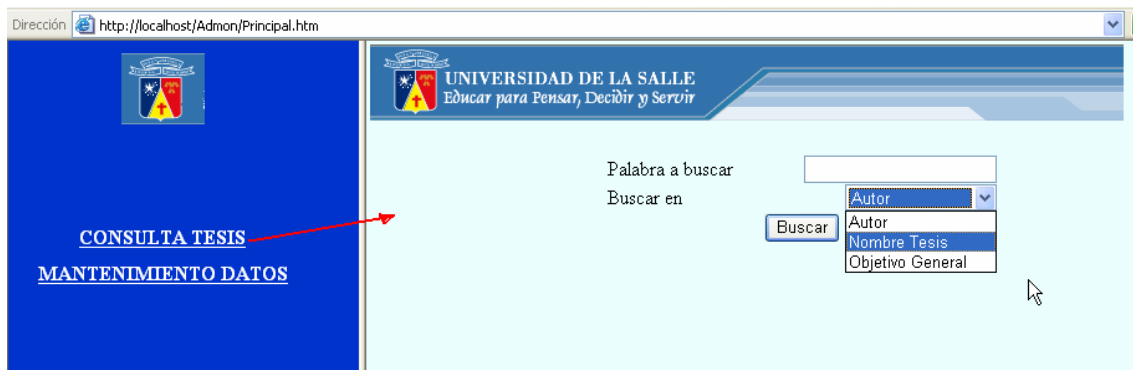 Dirección http://localhost/Admon/Principal.htm
UNIVERSIDAD DE LA SALLE
Educar para Pensar, Decidir y Servir
Palabra a buscar
Buscar en Autor
Buscar Autor
Nombre Tesis
Objetivo General
CONSULTA TESIS
MANTENIMIENTO DATOS